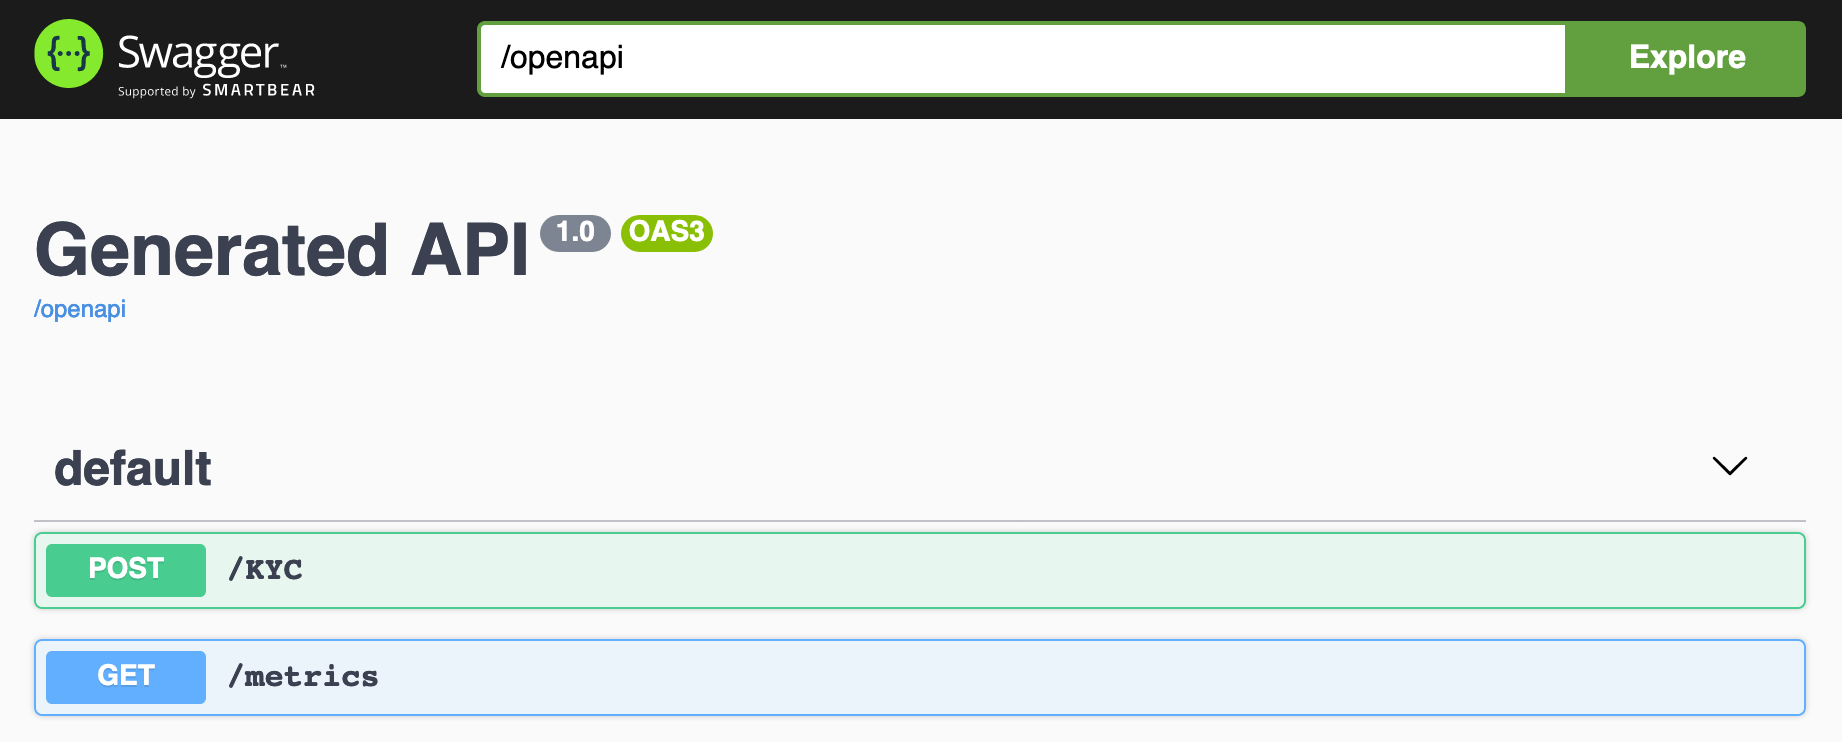 {···} Swagger™
Supported by SMARTBEAR
/openapi
Explore
Generated API 1.0 OAS3
/openapi
default
POST /KYC
GET /metrics